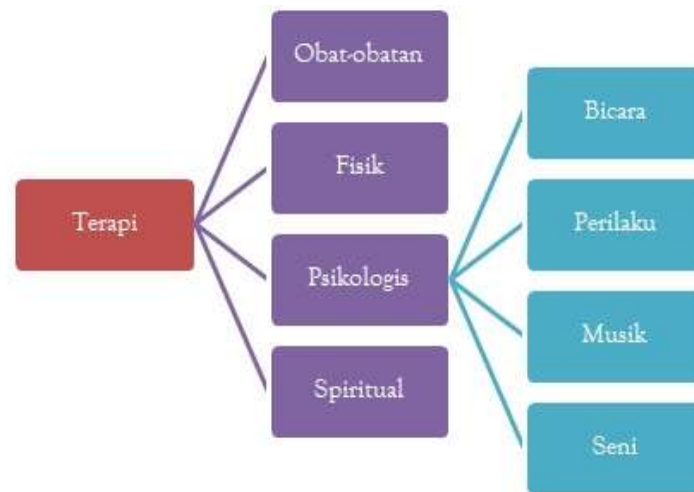 Terapi
Obat-obatan
Fisik
Psikologis
Spiritual
Bicara
Perilaku
Musik
Seni